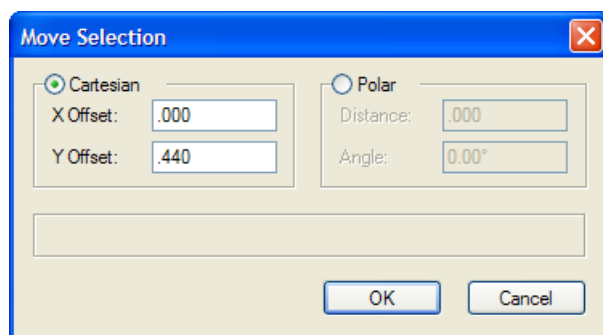 Move Selection
Cartesian
X Offset: .000
Y Offset: .440
Polar
Distance: .000
Angle: 0.00°
OK Cancel